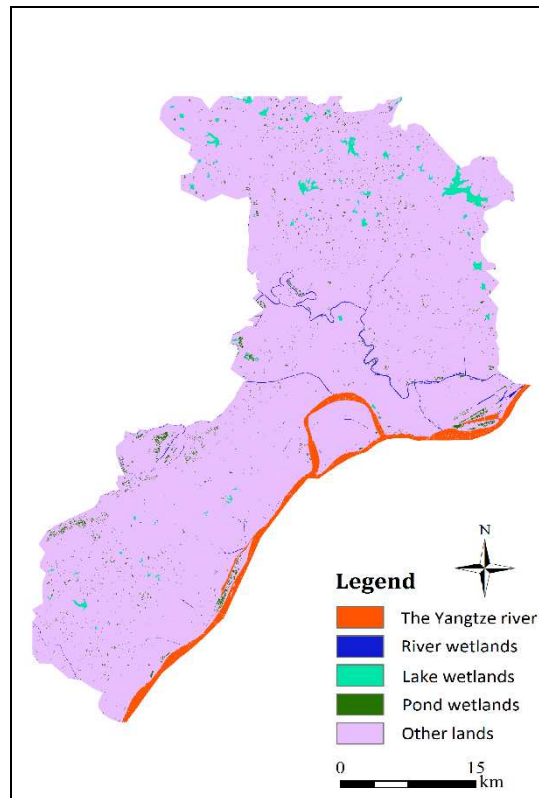 N
Legend
The Yangtze river
River wetlands
Lake wetlands
Pond wetlands
Other lands
0 15
km